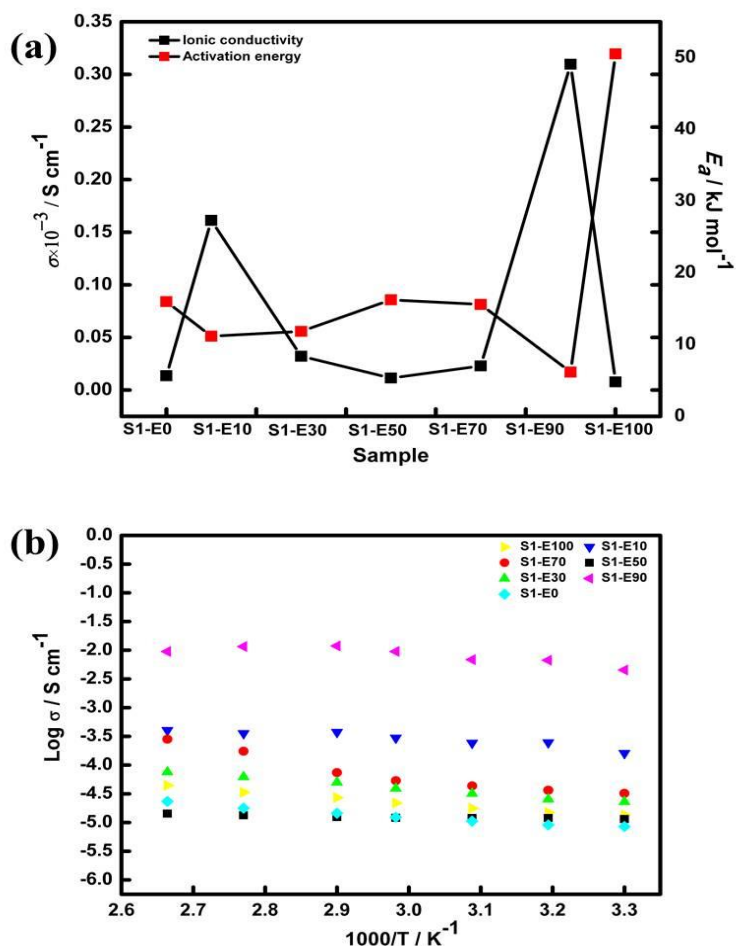 (a)
Ionic conductivity
Activation energy
σ×10⁻³ / S cm⁻¹
0.35
0.30
0.25
0.20
0.15
0.10
0.05
0.00
Eₐ / kJ mol⁻¹
50
40
30
20
10
0
S1-E0 S1-E10 S1-E30 S1-E50 S1-E70 S1-E90 S1-E100
Sample
(b)
Log σ / S cm⁻¹
0.0
-0.5
-1.0
-1.5
-2.0
-2.5
-3.0
-3.5
-4.0
-4.5
-5.0
-5.5
-6.0
S1-E100 S1-E10
S1-E70 S1-E50
S1-E30 S1-E90
S1-E0
2.6 2.7 2.8 2.9 3.0 3.1 3.2 3.3
1000/T / K⁻¹